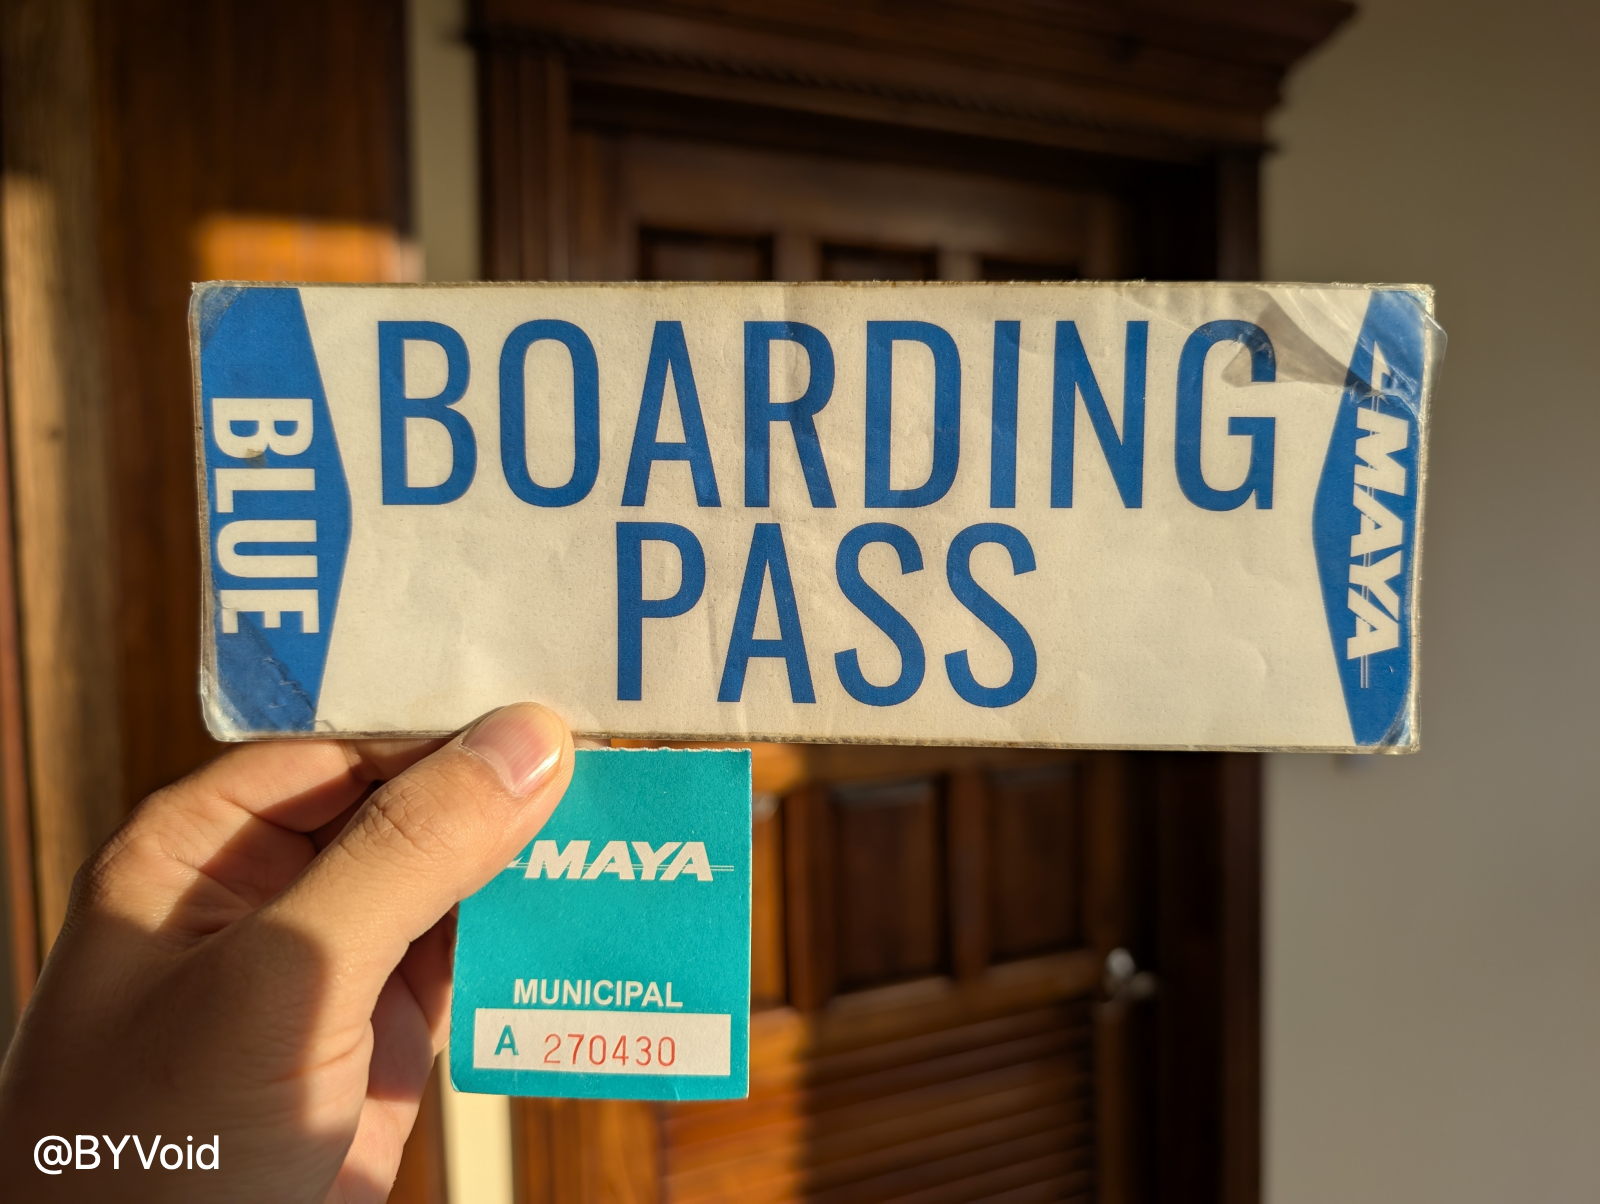 BLUE
BOARDING
PASS
MAYA
MAYA
MUNICIPAL
A 270430
@BYVoid